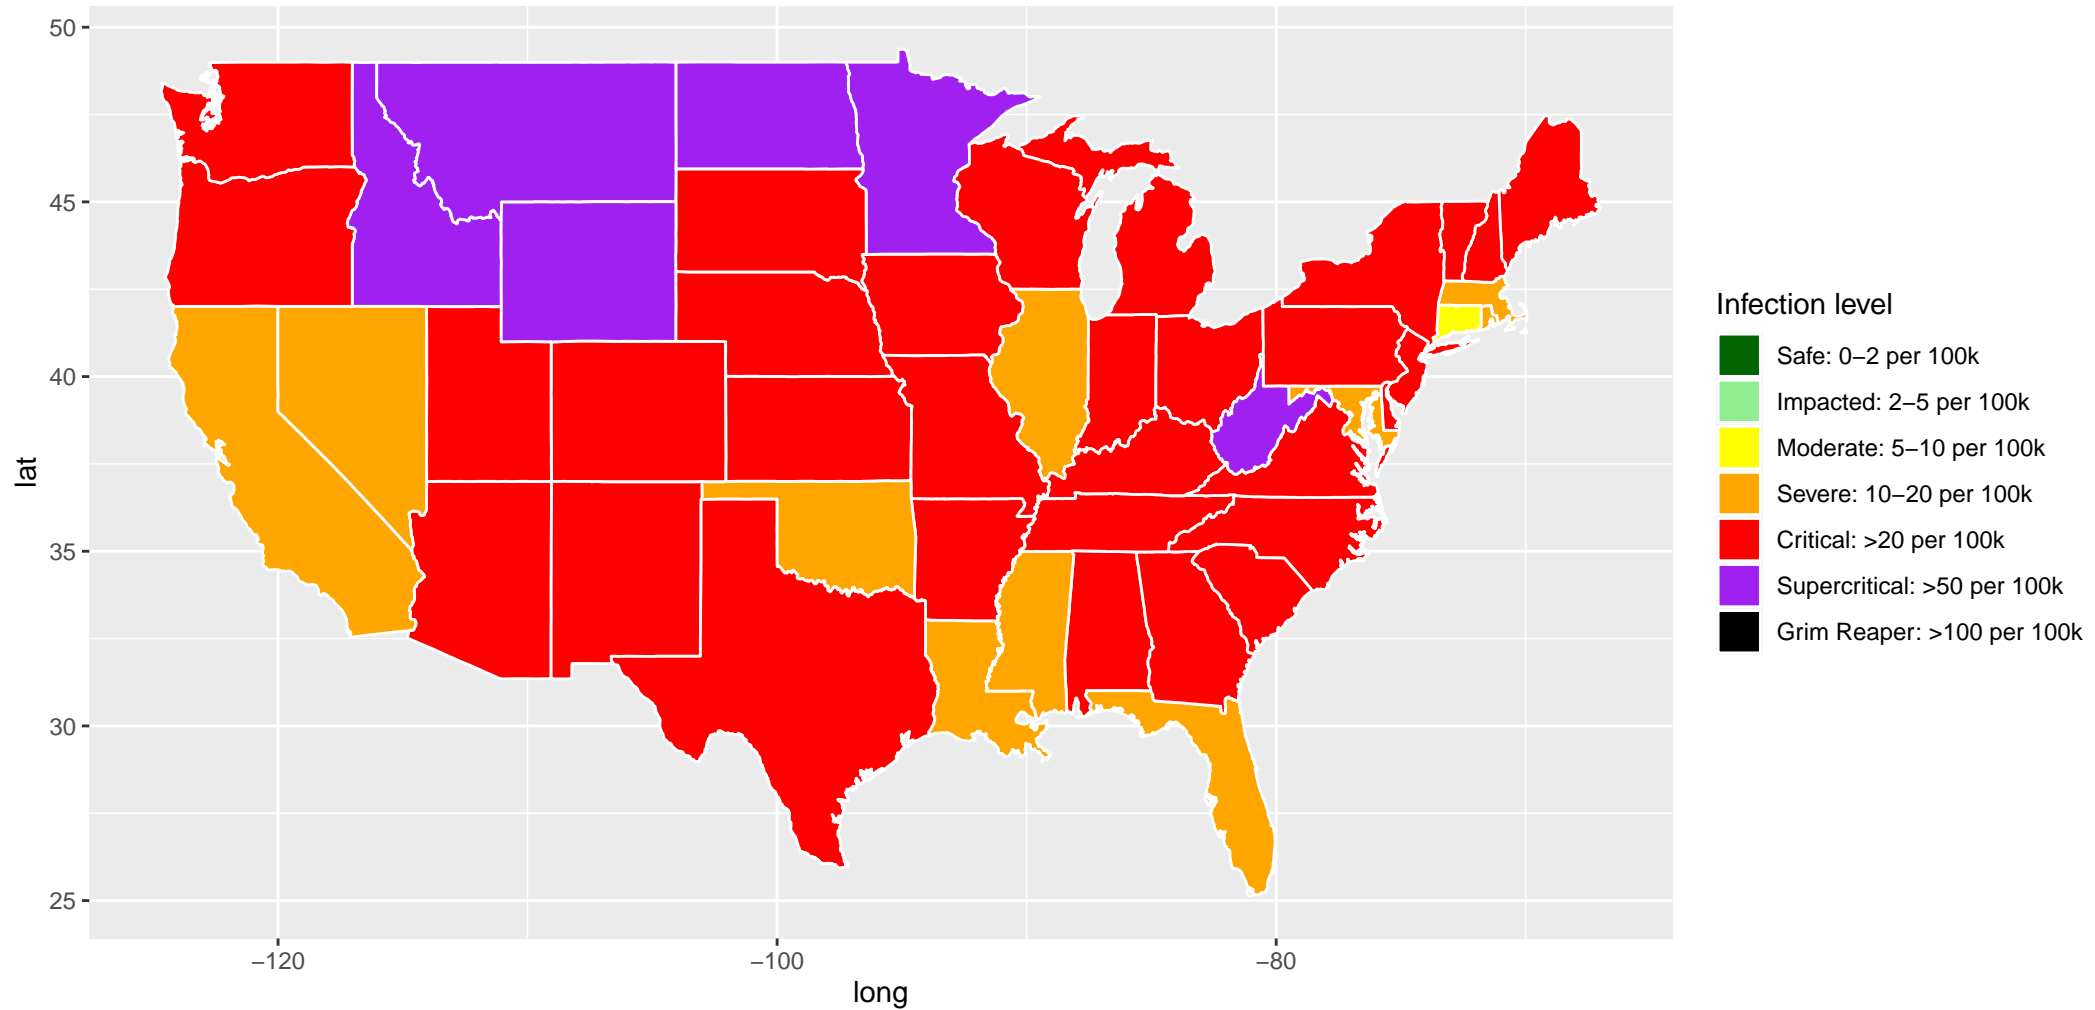 50
45
40
35
30
25
lat
−120
−100
−80
long
Infection level
Safe: 0−2 per 100k
Impacted: 2−5 per 100k
Moderate: 5−10 per 100k
Severe: 10−20 per 100k
Critical: >20 per 100k
Supercritical: >50 per 100k
Grim Reaper: >100 per 100k